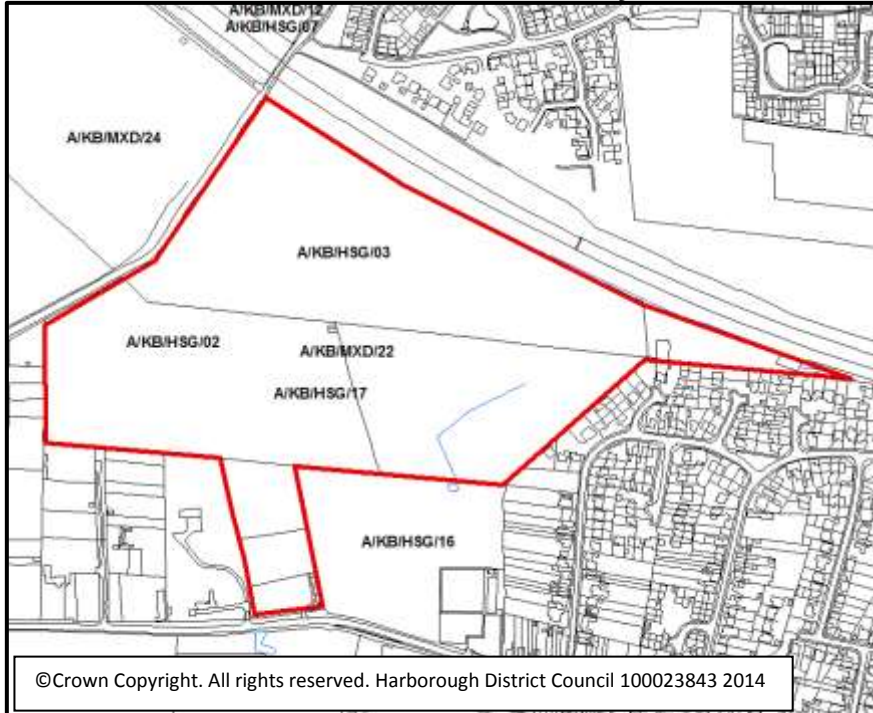 A/KB/MXD/12
A/KB/HSG/07
A/KB/MXD/24
A/KB/HSG/03
A/KB/HSG/02
A/KB/MXD/22
A/KB/HSG/17
A/KB/HSG/16
©Crown Copyright. All rights reserved. Harborough District Council 100023843 2014